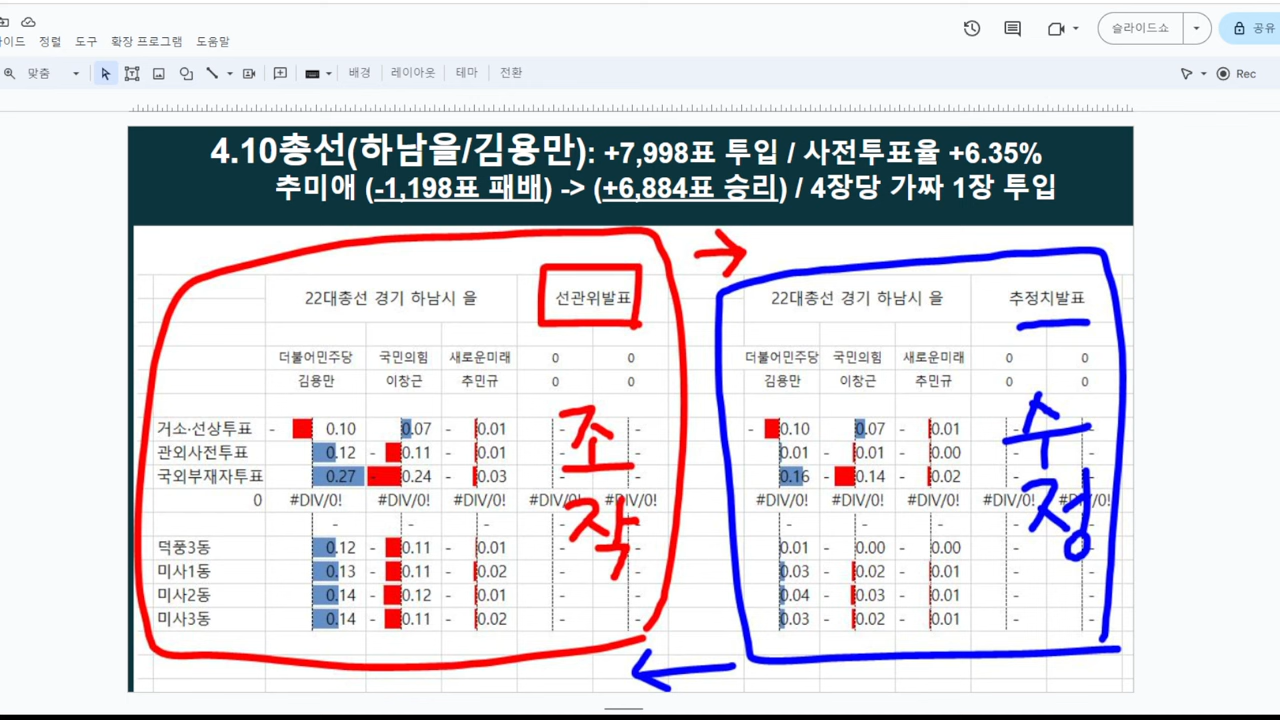 이드 정렬 도구 확장 프로그램 도움말
슬라이드쇼 공유
맞춤 배경 레이아웃 테마 전환 Rec
4.10총선(하남을/김용만): +7,998표 투입 / 사전투표율 +6.35%
추미애 (-1,198표 패배) -> (+6,884표 승리) / 4장당 가짜 1장 투입
22대총선 경기 하남시 을 선관위발표 22대총선 경기 하남시 을 추정치발표
더불어민주당 국민의힘 새로운미래 0 0 더불어민주당 국민의힘 새로운미래 0 0
김용만 이창근 추민규 0 0 김용만 이창근 추민규 0 0
거소·선상투표 - 0.10 0.07 - 0.01 - - - 0.10 0.07 - 0.01 - -
관외사전투표 0.12 - 0.11 - 0.01 - - 0.01 - 0.01 - 0.00 - -
국외부재자투표 0.27 - 0.24 - 0.03 - - 0.16 - 0.14 - 0.02 - -
0 #DIV/0! #DIV/0! #DIV/0! #DIV/0! #DIV/0! #DIV/0! #DIV/0! #DIV/0! #DIV/0! #DIV/0!
- - - - - - - - - -
덕풍3동 0.12 - 0.11 - 0.01 - - 0.01 - 0.00 - 0.00 - -
미사1동 0.13 - 0.11 - 0.02 - - 0.03 - 0.02 - 0.01 - -
미사2동 0.14 - 0.12 - 0.01 - - 0.04 - 0.03 - 0.01 - -
미사3동 0.14 - 0.11 - 0.02 - - 0.03 - 0.02 - 0.01 - -
조작
수정